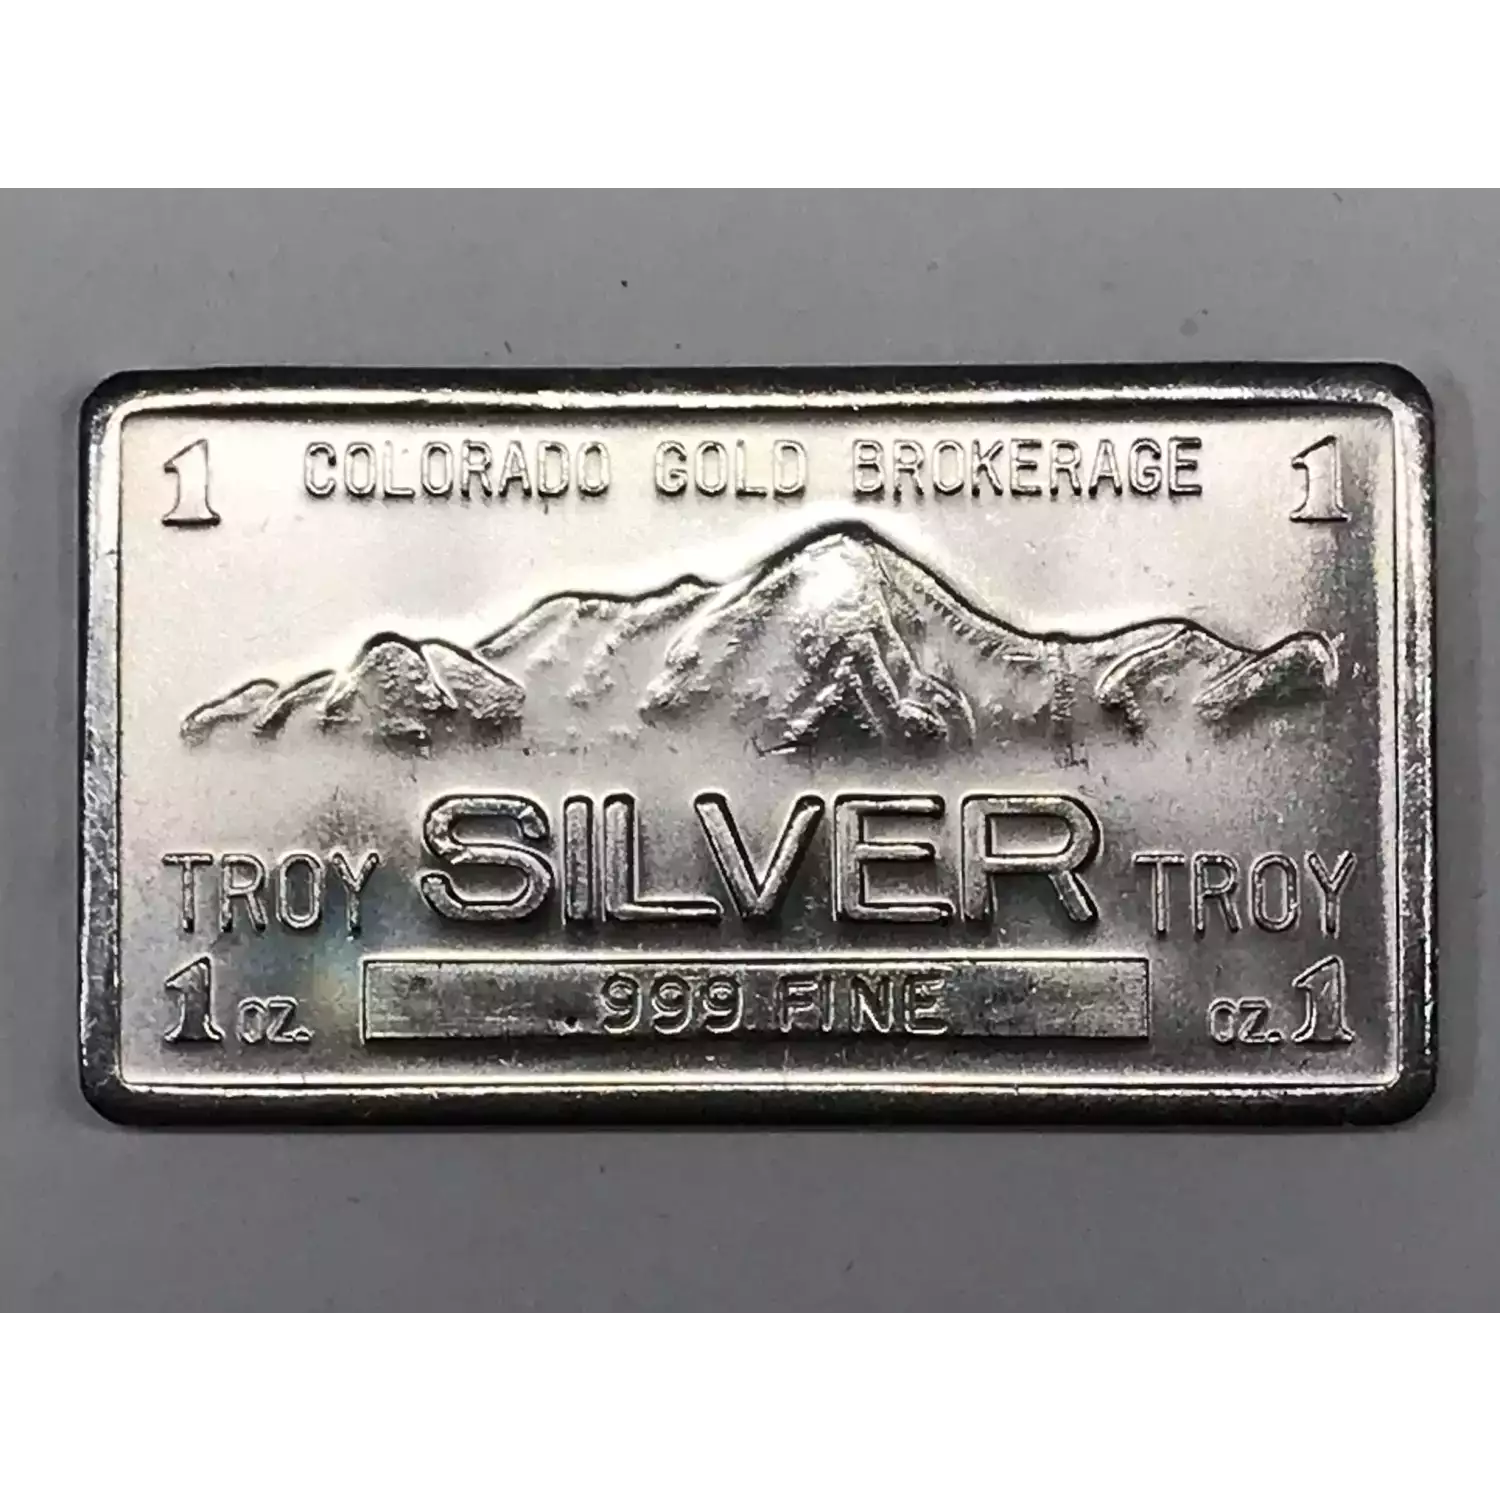 1 COLORADO GOLD BROKERAGE 1
TROY SILVER TROY
1 OZ. .999 FINE OZ. 1